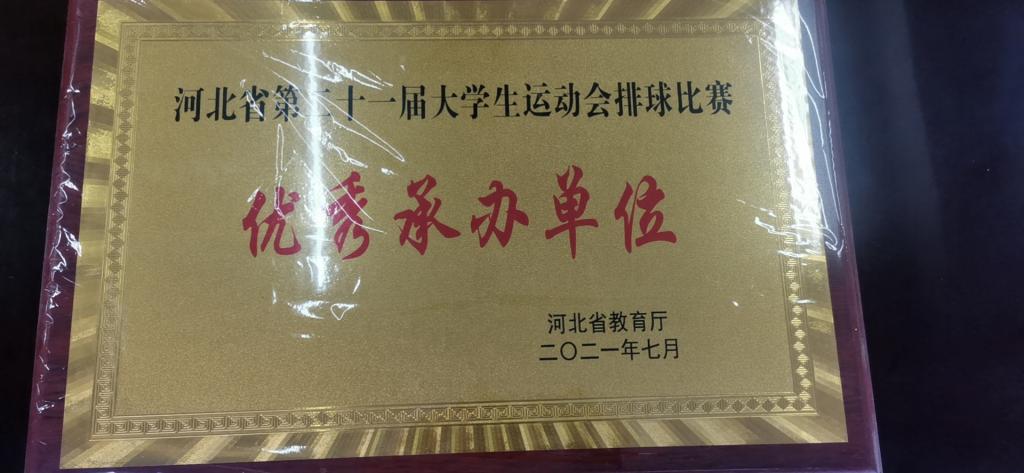 河北省第二十一届大学生运动会排球比赛
优秀承办单位
河北省教育厅
二〇二一年七月